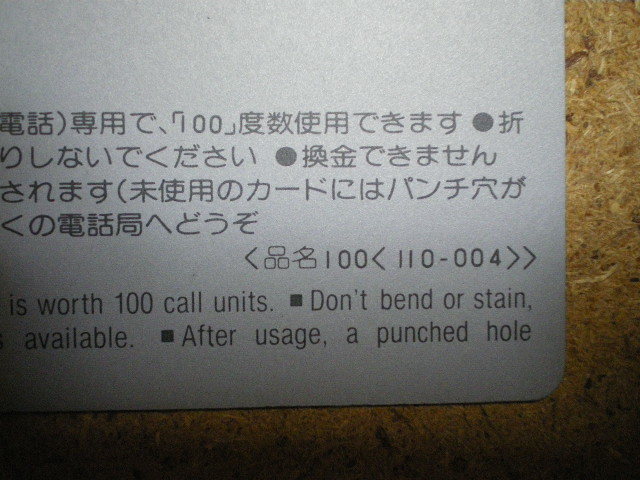 電話)専用で、「100」度数使用できます ●折
りしないでください ●換金できません
されます(未使用のカードにはパンチ穴が
くの電話局へどうぞ
<品名100<110-004>>
is worth 100 call units. ■ Don't bend or stain,
available. ■ After usage, a punched hole